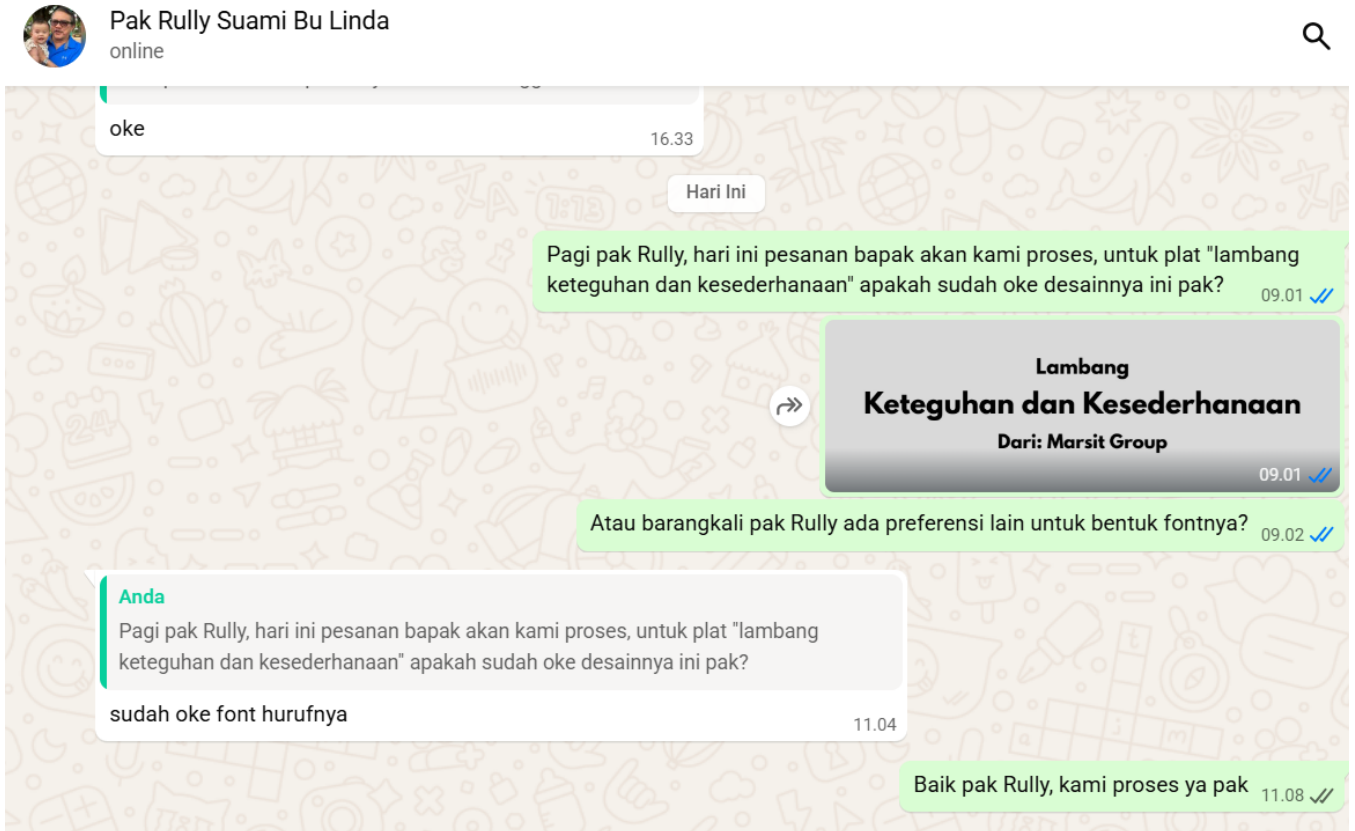 Pak Rully Suami Bu Linda
online
oke
16.33
Hari Ini
Pagi pak Rully, hari ini pesanan bapak akan kami proses, untuk plat "lambang
keteguhan dan kesederhanaan" apakah sudah oke desainnya ini pak?
09.01
Lambang
Keteguhan dan Kesederhanaan
Dari: Marsit Group
09.01
Atau barangkali pak Rully ada preferensi lain untuk bentuk fontnya?
09.02
Anda
Pagi pak Rully, hari ini pesanan bapak akan kami proses, untuk plat "lambang
keteguhan dan kesederhanaan" apakah sudah oke desainnya ini pak?
sudah oke font hurufnya
11.04
Baik pak Rully, kami proses ya pak
11.08